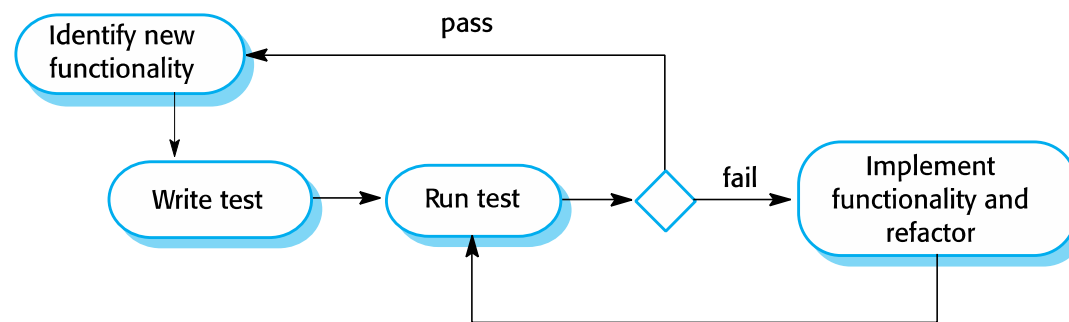 pass
Identify new
functionality
Write test
Run test
fail
Implement
functionality and
refactor